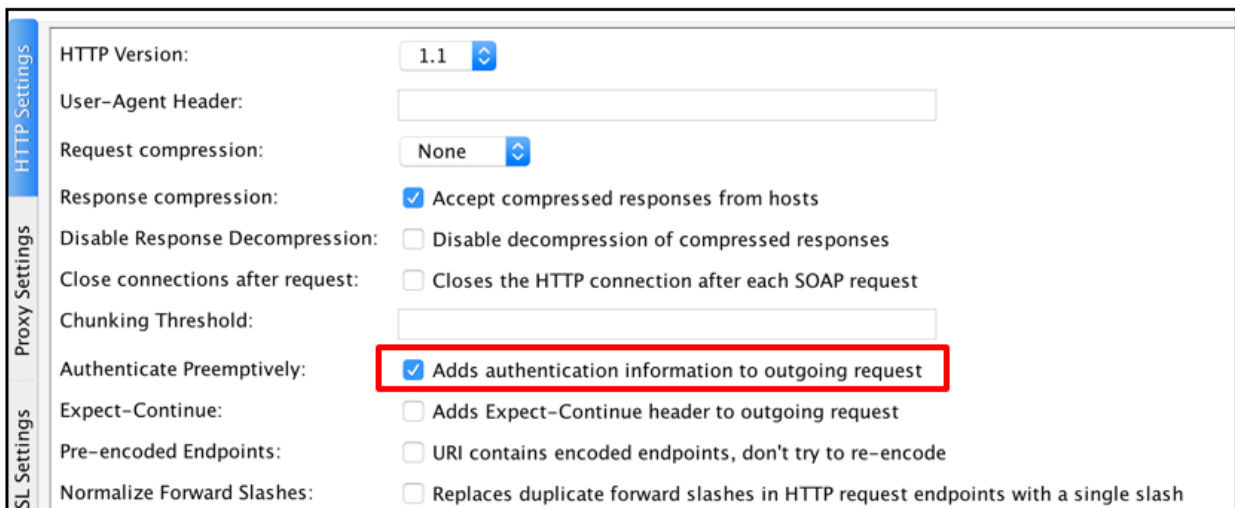 HTTP Settings
Proxy Settings
SL Settings
HTTP Version: 1.1
User-Agent Header:
Request compression: None
Response compression: Accept compressed responses from hosts
Disable Response Decompression: Disable decompression of compressed responses
Close connections after request: Closes the HTTP connection after each SOAP request
Chunking Threshold:
Authenticate Preemptively: Adds authentication information to outgoing request
Expect-Continue: Adds Expect-Continue header to outgoing request
Pre-encoded Endpoints: URI contains encoded endpoints, don't try to re-encode
Normalize Forward Slashes: Replaces duplicate forward slashes in HTTP request endpoints with a single slash